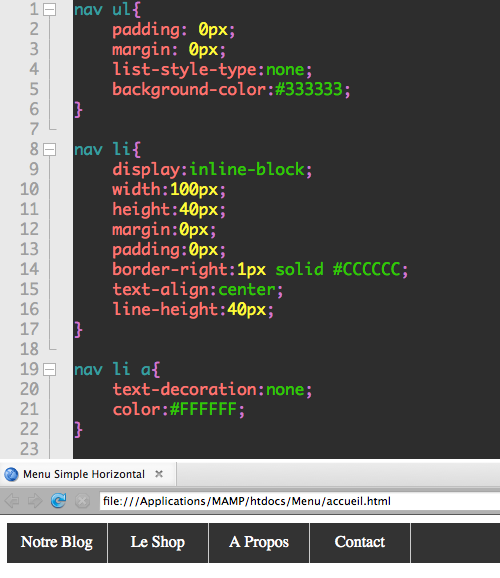 1 nav ul{
2 padding: 0px;
3 margin: 0px;
4 list-style-type:none;
5 background-color:#333333;
6 }
7
8 nav li{
9 display:inline-block;
10 width:100px;
11 height:40px;
12 margin:0px;
13 padding:0px;
14 border-right:1px solid #CCCCCC;
15 text-align:center;
16 line-height:40px;
17 }
18
19 nav li a{
20 text-decoration:none;
21 color:#FFFFFF;
22 }
23
Menu Simple Horizontal
file:///Applications/MAMP/htdocs/Menu/accueil.html
Notre Blog Le Shop A Propos Contact